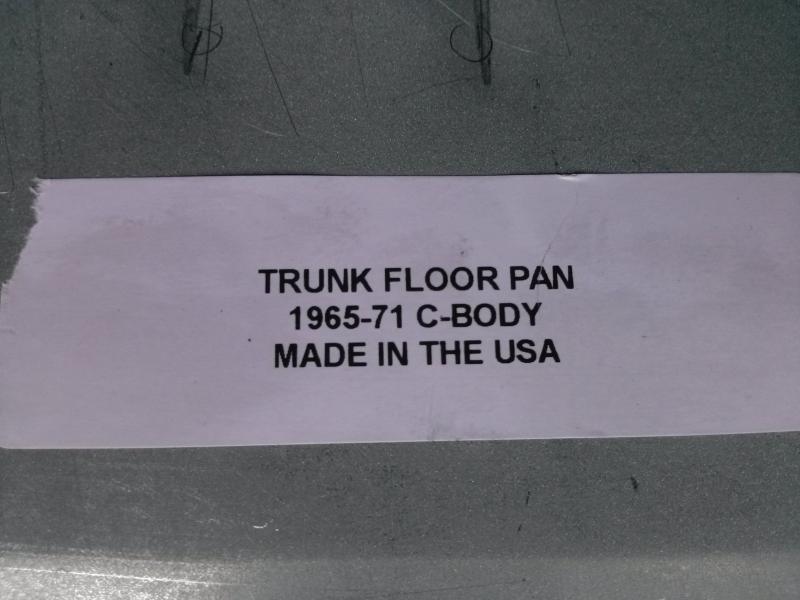 TRUNK FLOOR PAN
1965-71 C-BODY
MADE IN THE USA